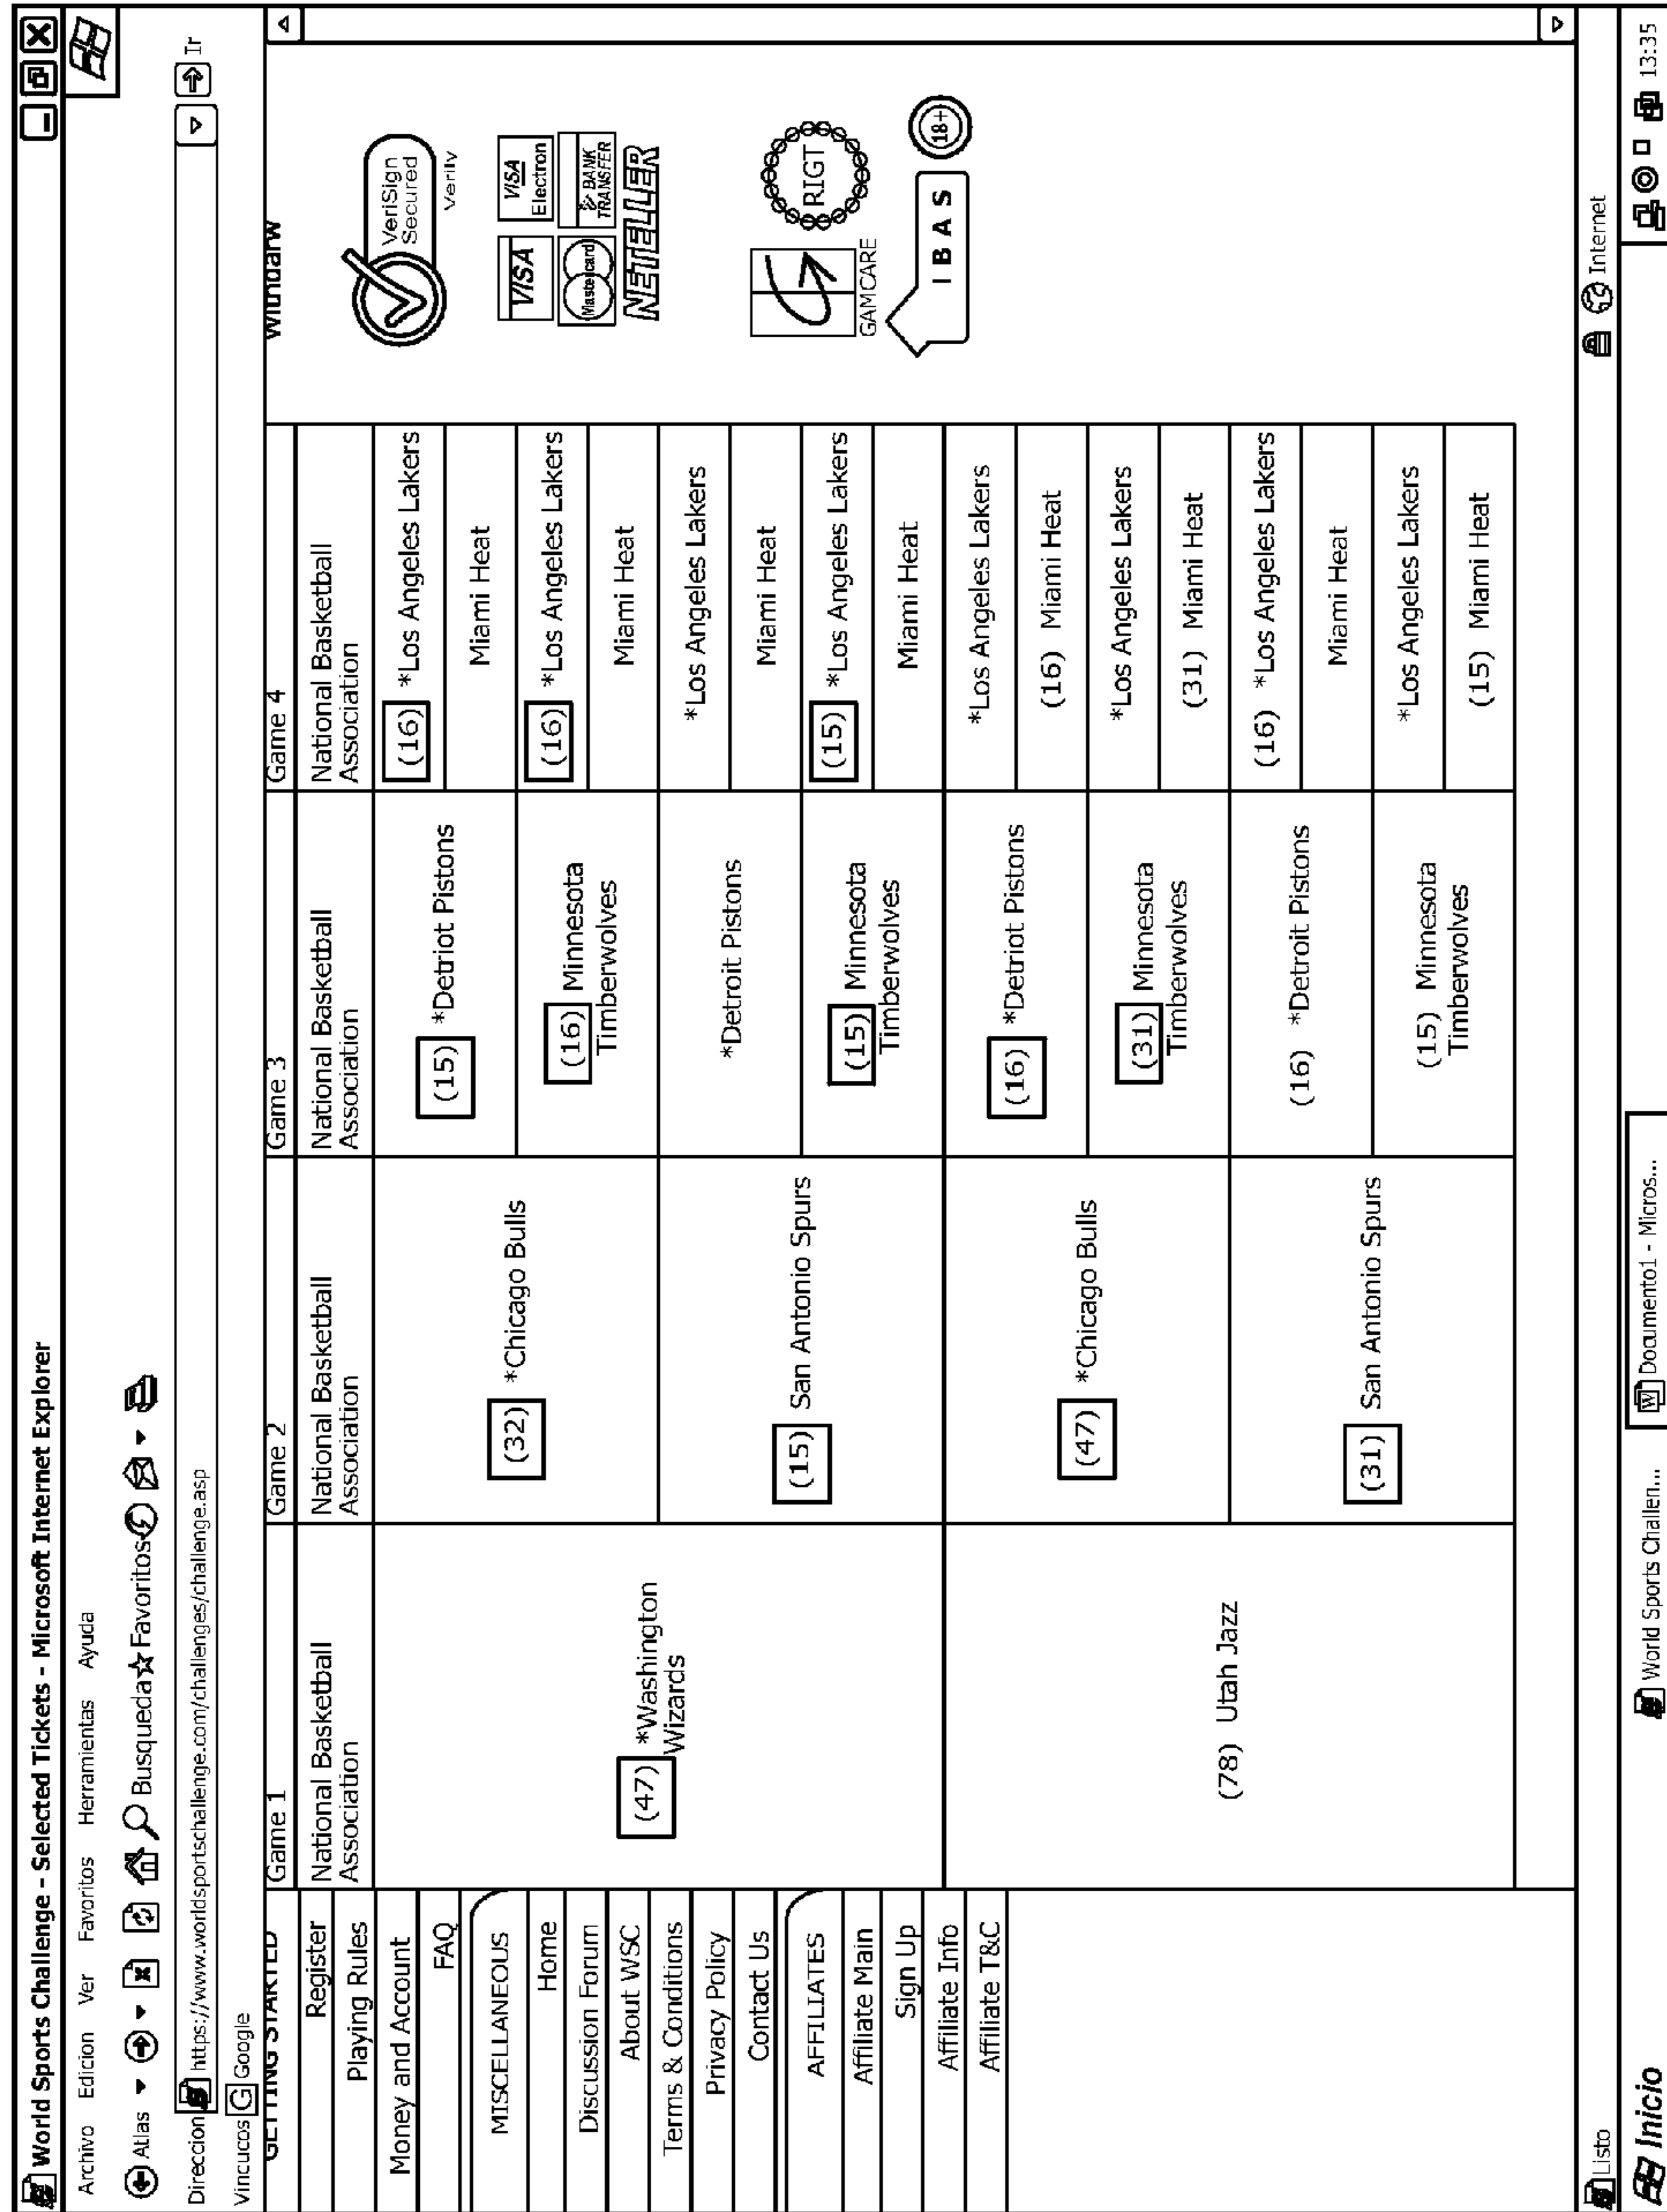 World Sports Challenge - Selected Tickets - Microsoft Internet Explorer
Archivo Edicion Ver Favoritos Herramientas Ayuda
Atlas Busqueda Favoritos
Direccion https://www.worldsportschallenge.com/challenges/challenge.asp Ir
Vincucos G Google
GETTING STARTED
Register
Playing Rules
Money and Account
FAQ
MISCELLANEOUS
Home
Discussion Forum
About WSC
Terms & Conditions
Privacy Policy
Contact Us
AFFILIATES
Affiliate Main
Sign Up
Affiliate Info
Affiliate T&C
Game 1 Game 2 Game 3 Game 4
National Basketball
Association
National Basketball
Association
National Basketball
Association
National Basketball
Association
(47) *Washington
Wizards
(78) Utah Jazz
(32) *Chicago Bulls
(15) San Antonio Spurs
(47) *Chicago Bulls
(31) San Antonio Spurs
(15) *Detriot Pistons
(16) Minnesota
Timberwolves
*Detroit Pistons
(15) Minnesota
Timberwolves
(16) *Detriot Pistons
(31) Minnesota
Timberwolves
(16) *Detroit Pistons
(15) Minnesota
Timberwolves
(16) *Los Angeles Lakers
Miami Heat
(16) *Los Angeles Lakers
Miami Heat
*Los Angeles Lakers
Miami Heat
(15) *Los Angeles Lakers
Miami Heat
*Los Angeles Lakers
(16) Miami Heat
*Los Angeles Lakers
(31) Miami Heat
(16) *Los Angeles Lakers
Miami Heat
*Los Angeles Lakers
(15) Miami Heat
VeriSign
Secured
Verily
VISA
VISA
Electron
Mastercard
BANK
TRANSFER
NETELLER
GAMCARE
RIGT
IBAS
18+
Listo
Internet
Inicio World Sports Challen... Documento1 - Micros... 13:35